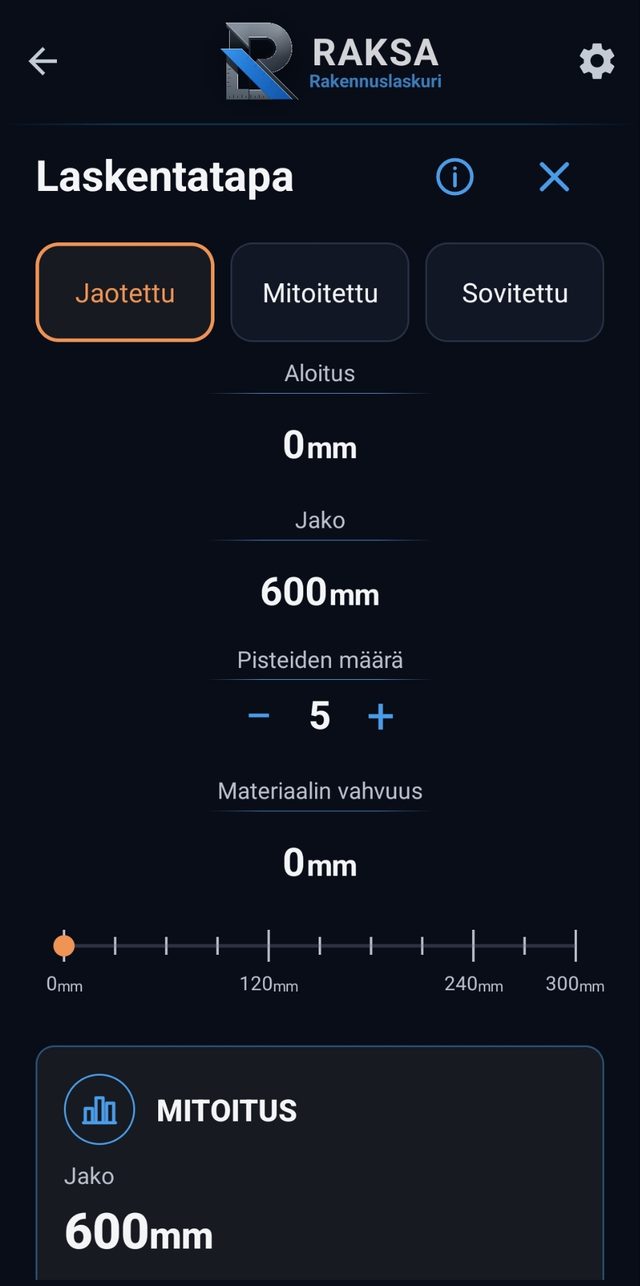 RAKSA
Rakennuslaskuri
Laskentatapa
Jaotettu Mitoitettu Sovitettu
Aloitus
0mm
Jako
600mm
Pisteiden määrä
− 5 +
Materiaalin vahvuus
0mm
0mm 120mm 240mm 300mm
MITOITUS
Jako
600mm